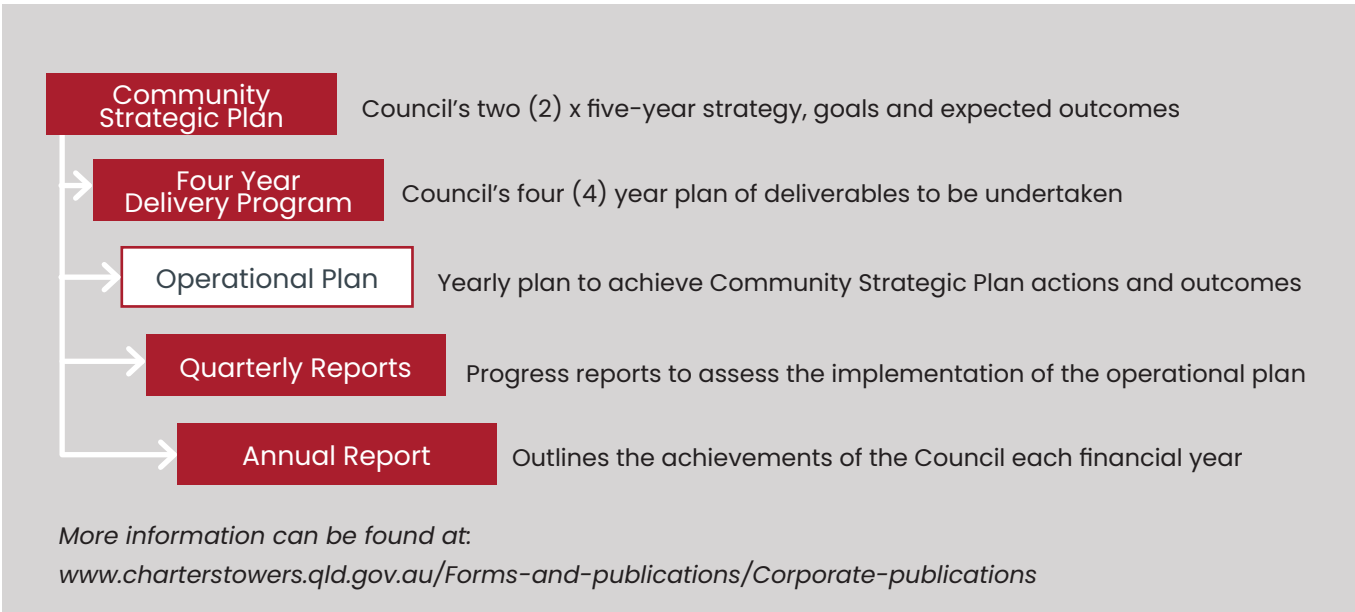 Community
Strategic Plan
Council’s two (2) x five-year strategy, goals and expected outcomes
Four Year
Delivery Program
Council’s four (4) year plan of deliverables to be undertaken
Operational Plan
Yearly plan to achieve Community Strategic Plan actions and outcomes
Quarterly Reports
Progress reports to assess the implementation of the operational plan
Annual Report
Outlines the achievements of the Council each financial year
More information can be found at:
www.charterstowers.qld.gov.au/Forms-and-publications/Corporate-publications